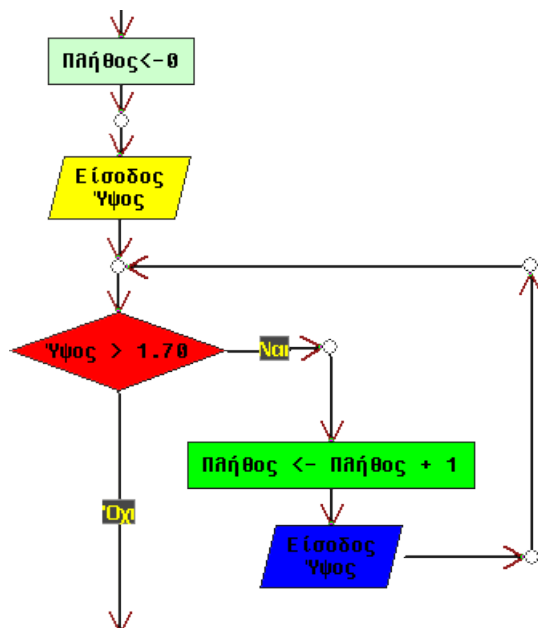 Πλήθος<-0
Είσοδος
Ύψος
Ύψος > 1.70
Ναι
Πλήθος <- Πλήθος + 1
Όχι
Είσοδος
Ύψος